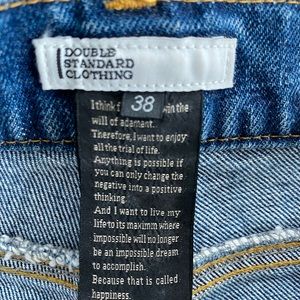 DOUBLE
STANDARD
CLOTHING
38
I think f in the
will of adamant.
Therefore, I want to enjoy
all the trial of life.
Anything is possible if
you can only change the
negative into a positive
thinking.
And I want to live my
life to its maximm where
impossible will no longer
be an impossible dream
to accomplish.
Because that is called
happiness.